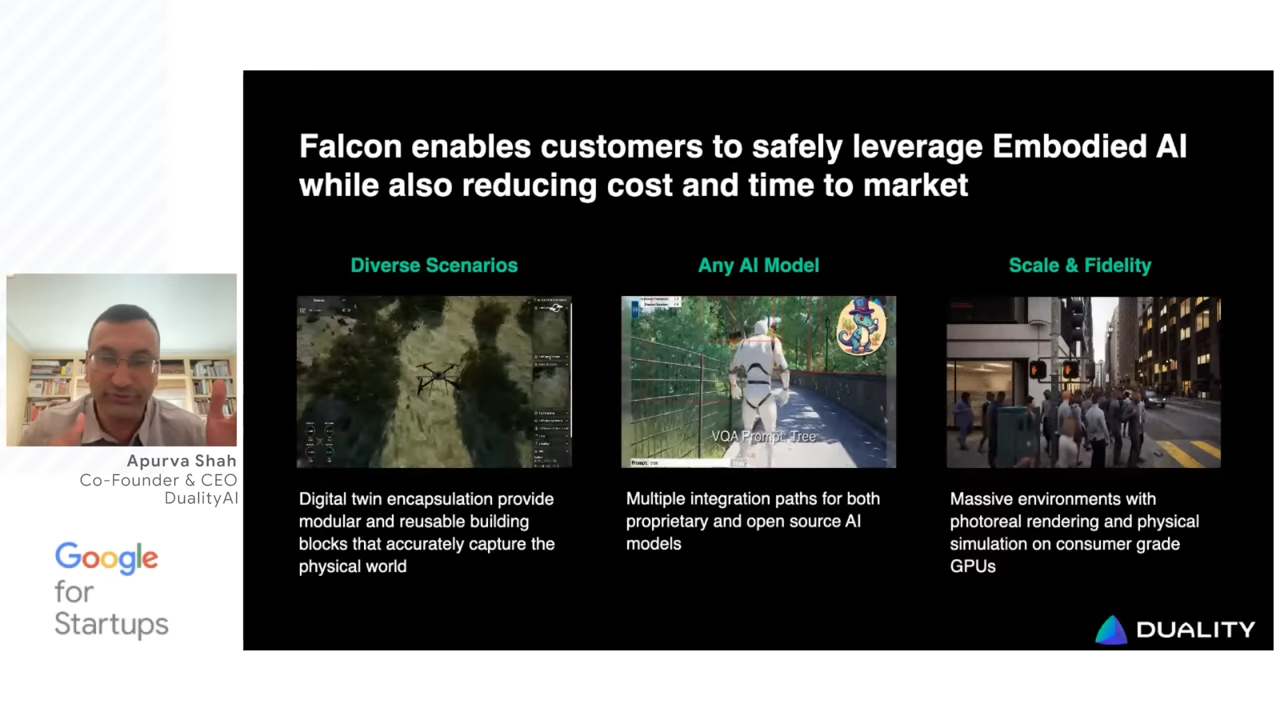 Falcon enables customers to safely leverage Embodied AI
while also reducing cost and time to market
Diverse Scenarios
Any AI Model
Scale & Fidelity
VQA Prompt: Tree
Digital twin encapsulation provide
modular and reusable building
blocks that accurately capture the
physical world
Multiple integration paths for both
proprietary and open source AI
models
Massive environments with
photoreal rendering and physical
simulation on consumer grade
GPUs
DUALITY
Apurva Shah
Co-Founder & CEO
DualityAI
Google
for
Startups